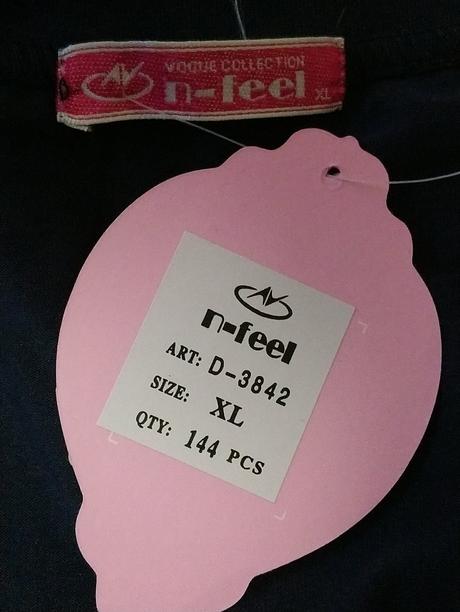 VOGUE COLLECTION
n-feel XL
n-feel
ART: D-3842
SIZE: XL
QTY: 144 PCS